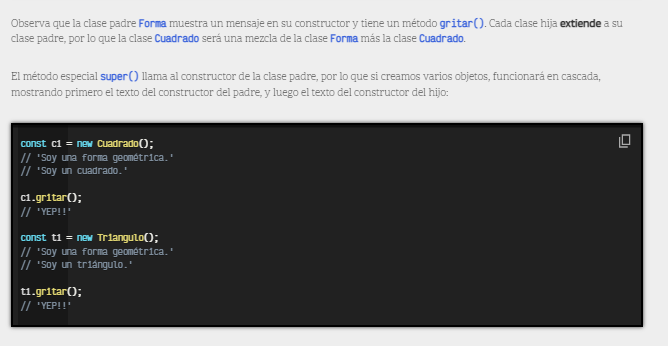 Observa que la clase padre Forma muestra un mensaje en su constructor y tiene un método gritar(). Cada clase hija extiende a su
clase padre, por lo que la clase Cuadrado será una mezcla de la clase Forma más la clase Cuadrado.
El método especial super() llama al constructor de la clase padre, por lo que si creamos varios objetos, funcionará en cascada,
mostrando primero el texto del constructor del padre, y luego el texto del constructor del hijo:
const c1 = new Cuadrado();
// 'Soy una forma geométrica.'
// 'Soy un cuadrado.'
c1.gritar();
// 'YEP!!'
const t1 = new Triangulo();
// 'Soy una forma geométrica.'
// 'Soy un triángulo.'
t1.gritar();
// 'YEP!!'